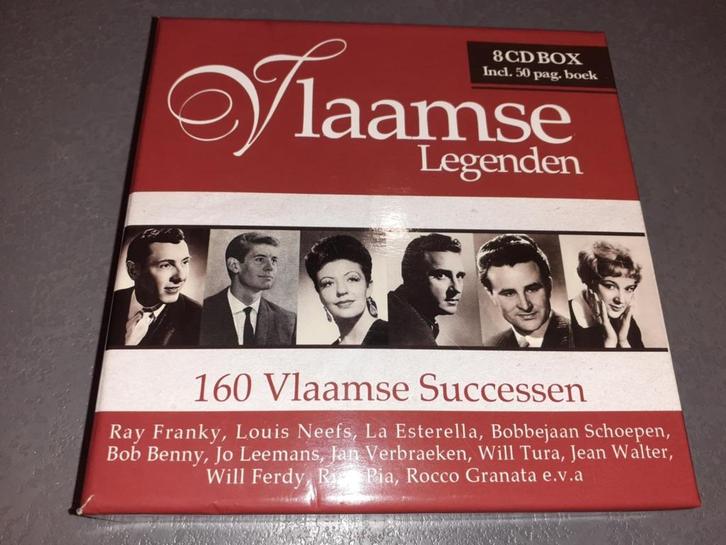 8CD BOX
Incl. 50 pag. boek
Vlaamse
Legenden
160 Vlaamse Successen
Ray Franky, Louis Neefs, La Esterella, Bobbejaan Schoepen,
Bob Benny, Jo Leemans, Jan Verbraeken, Will Tura, Jean Walter,
Will Ferdy, Pia, Rocco Granata e.v.a